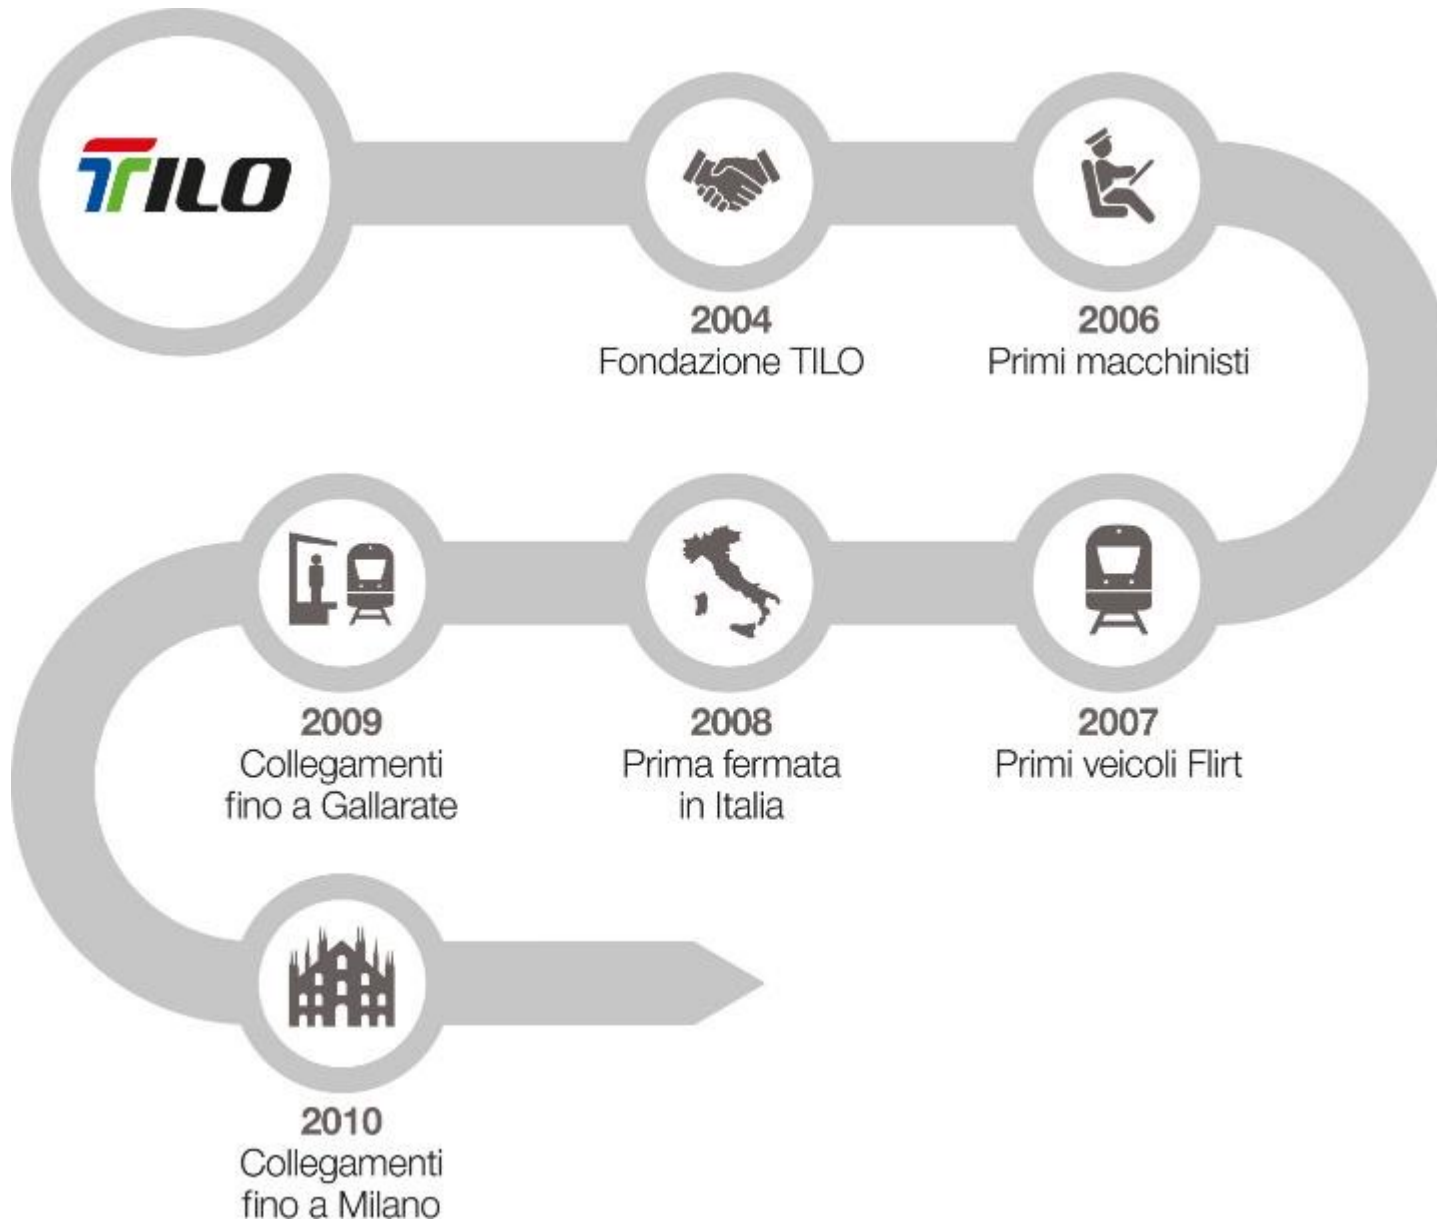 TILO
2004
Fondazione TILO
2006
Primi macchinisti
2007
Primi veicoli Flirt
2008
Prima fermata
in Italia
2009
Collegamenti
fino a Gallarate
2010
Collegamenti
fino a Milano